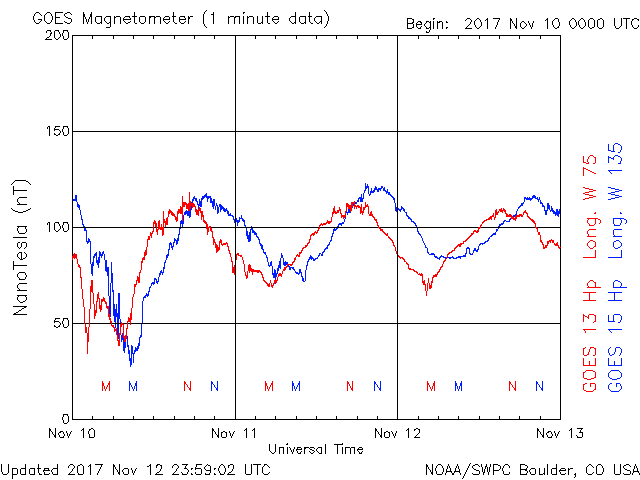 GOES Magnetometer (1 minute data)
Begin: 2017 Nov 10 0000 UTC
200
150
100
50
0
NanoTesla (nT)
M M N N M M N N M M N N
Nov 10 Nov 11 Nov 12 Nov 13
Universal Time
GOES 13 Hp Long. W 75
GOES 15 Hp Long. W 135
Updated 2017 Nov 12 23:59:02 UTC
NOAA/SWPC Boulder, CO USA